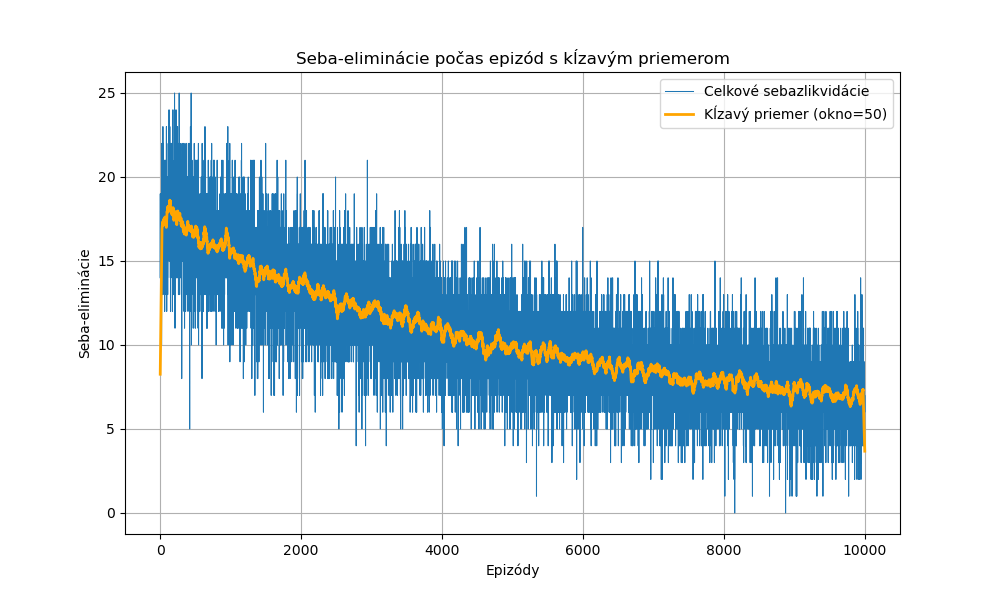 Seba-eliminácie počas epizód s kĺzavým priemerom
Celkové sebazlikvidácie
Kĺzavý priemer (okno=50)
25
20
15
10
5
0
Seba-eliminácie
0 2000 4000 6000 8000 10000
Epizódy